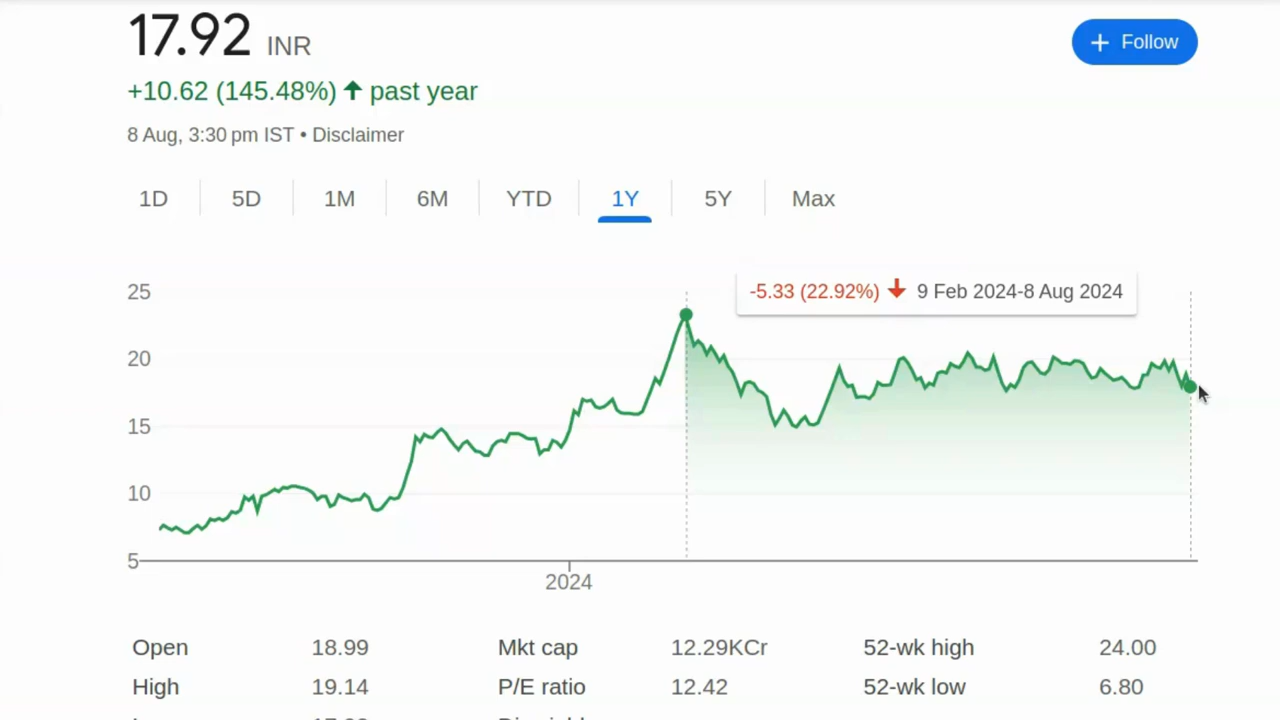 17.92 INR
+ Follow
+10.62 (145.48%) ↑ past year
8 Aug, 3:30 pm IST • Disclaimer
1D 5D 1M 6M YTD 1Y 5Y Max
-5.33 (22.92%) ↓ 9 Feb 2024-8 Aug 2024
25
20
15
10
5
2024
Open 18.99 Mkt cap 12.29KCr 52-wk high 24.00
High 19.14 P/E ratio 12.42 52-wk low 6.80